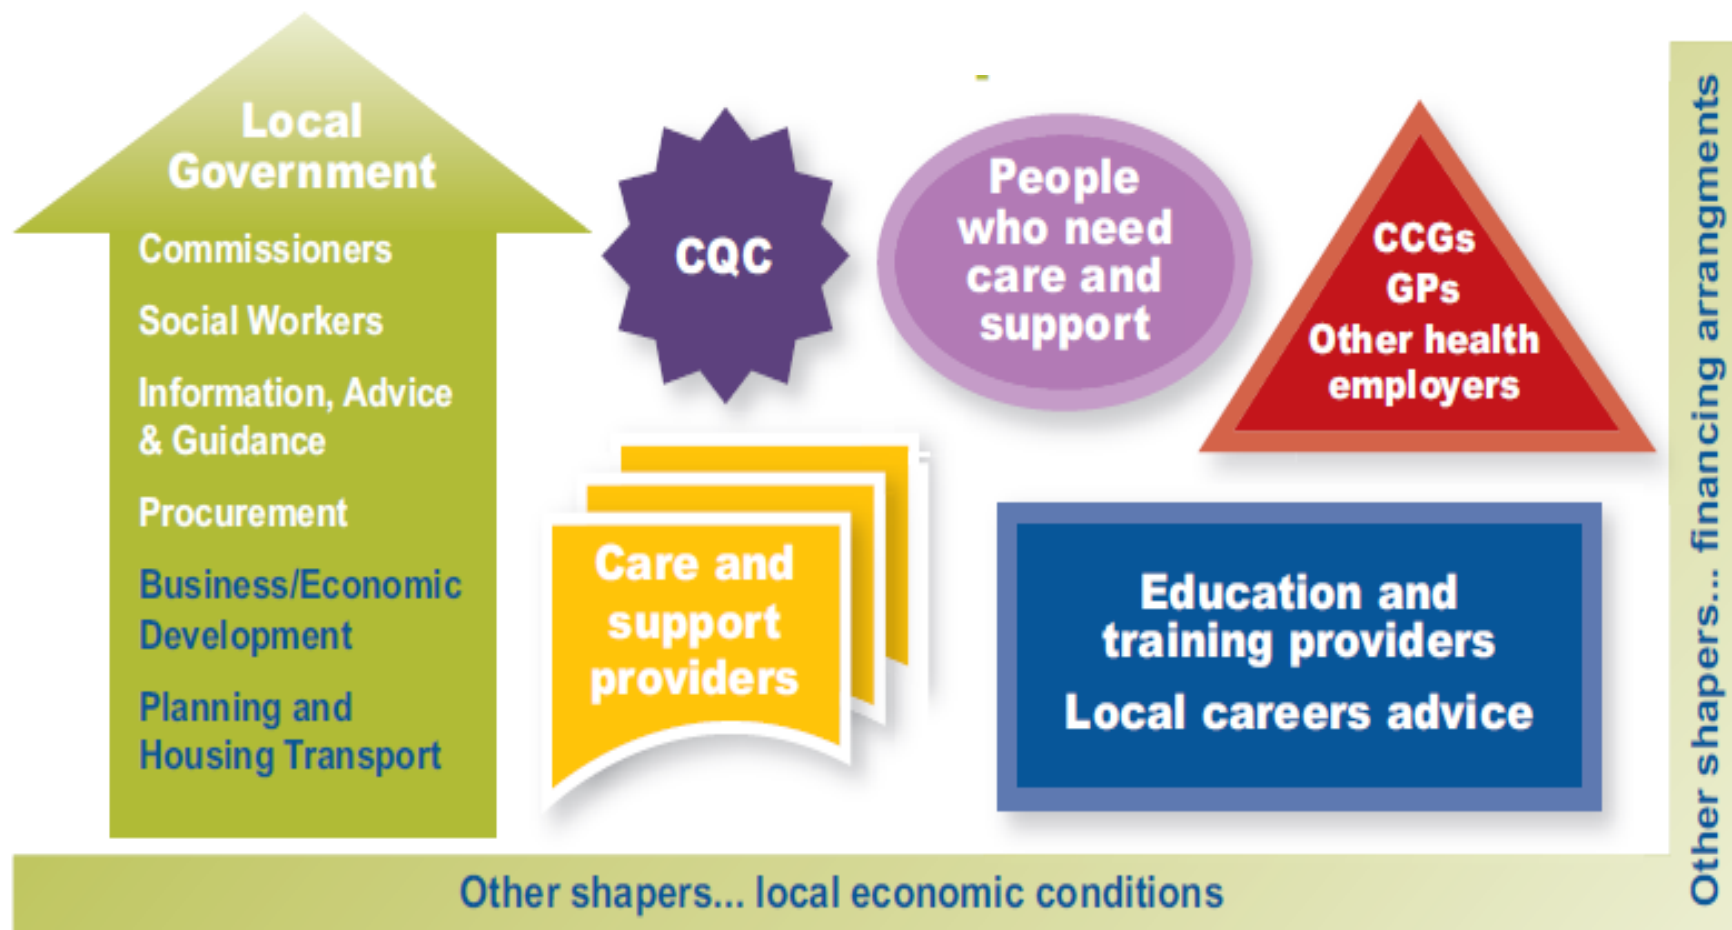 Local
Government
Commissioners
Social Workers
Information, Advice
& Guidance
Procurement
Business/Economic
Development
Planning and
Housing Transport
CQC
People
who need
care and
support
CCGs
GPs
Other health
employers
Care and
support
providers
Education and
training providers
Local careers advice
Other shapers... local economic conditions
Other shapers... financing arrangments